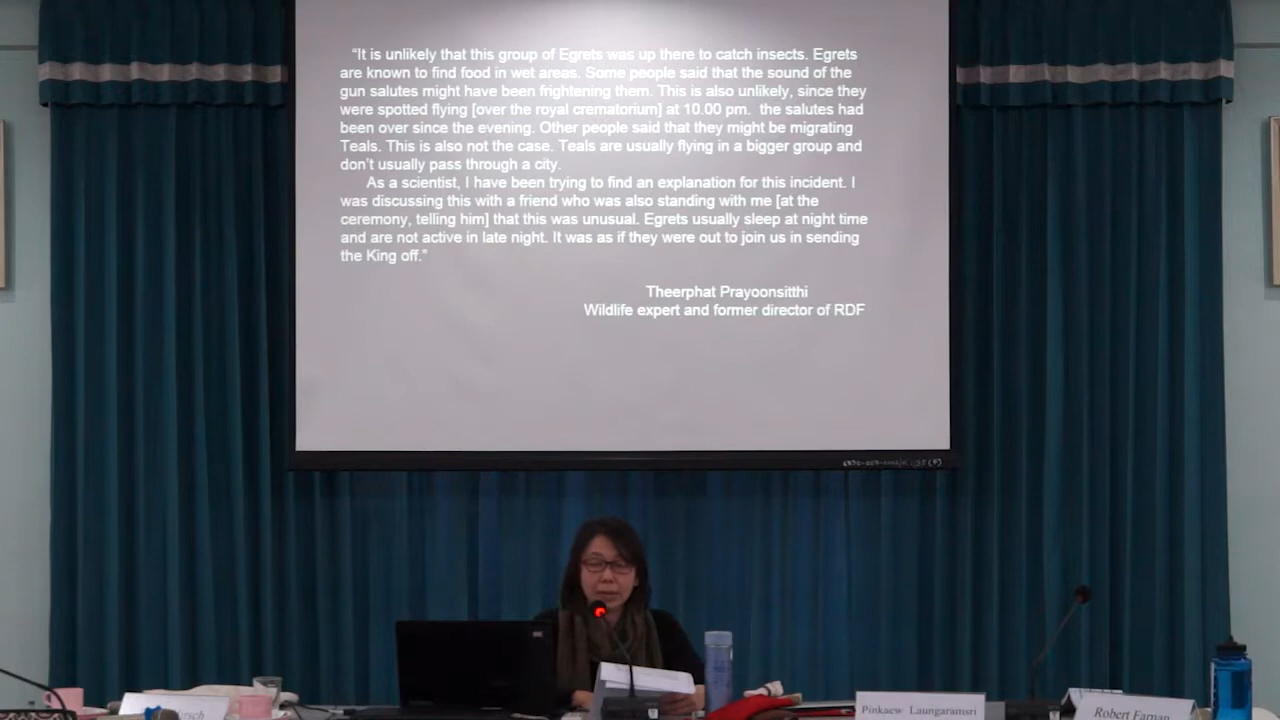 “It is unlikely that this group of Egrets was up there to catch insects. Egrets
are known to find food in wet areas. Some people said that the sound of the
gun salutes might have been frightening them. This is also unlikely, since they
were spotted flying [over the royal crematorium] at 10.00 pm. the salutes had
been over since the evening. Other people said that they might be migrating
Teals. This is also not the case. Teals are usually flying in a bigger group and
don’t usually pass through a city.
As a scientist, I have been trying to find an explanation for this incident. I
was discussing this with a friend who was also standing with me [at the
ceremony, telling him] that this was unusual. Egrets usually sleep at night time
and are not active in late night. It was as if they were out to join us in sending
the King off.”
Theerphat Prayoonsitthi
Wildlife expert and former director of RDF
Pinkaew Laungaramsri
Robert Farnan